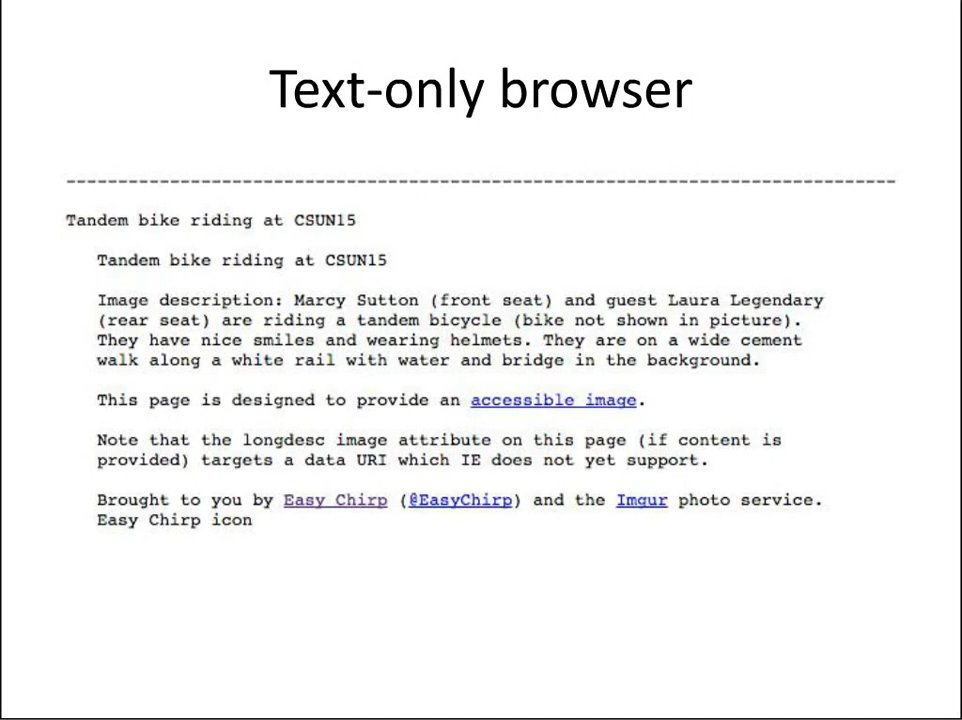 Text-only browser
--------------------------------------------------------------------------------
Tandem bike riding at CSUN15
Tandem bike riding at CSUN15
Image description: Marcy Sutton (front seat) and guest Laura Legendary
(rear seat) are riding a tandem bicycle (bike not shown in picture).
They have nice smiles and wearing helmets. They are on a wide cement
walk along a white rail with water and bridge in the background.
This page is designed to provide an accessible image.
Note that the longdesc image attribute on this page (if content is
provided) targets a data URI which IE does not yet support.
Brought to you by Easy Chirp (@EasyChirp) and the Imgur photo service.
Easy Chirp icon